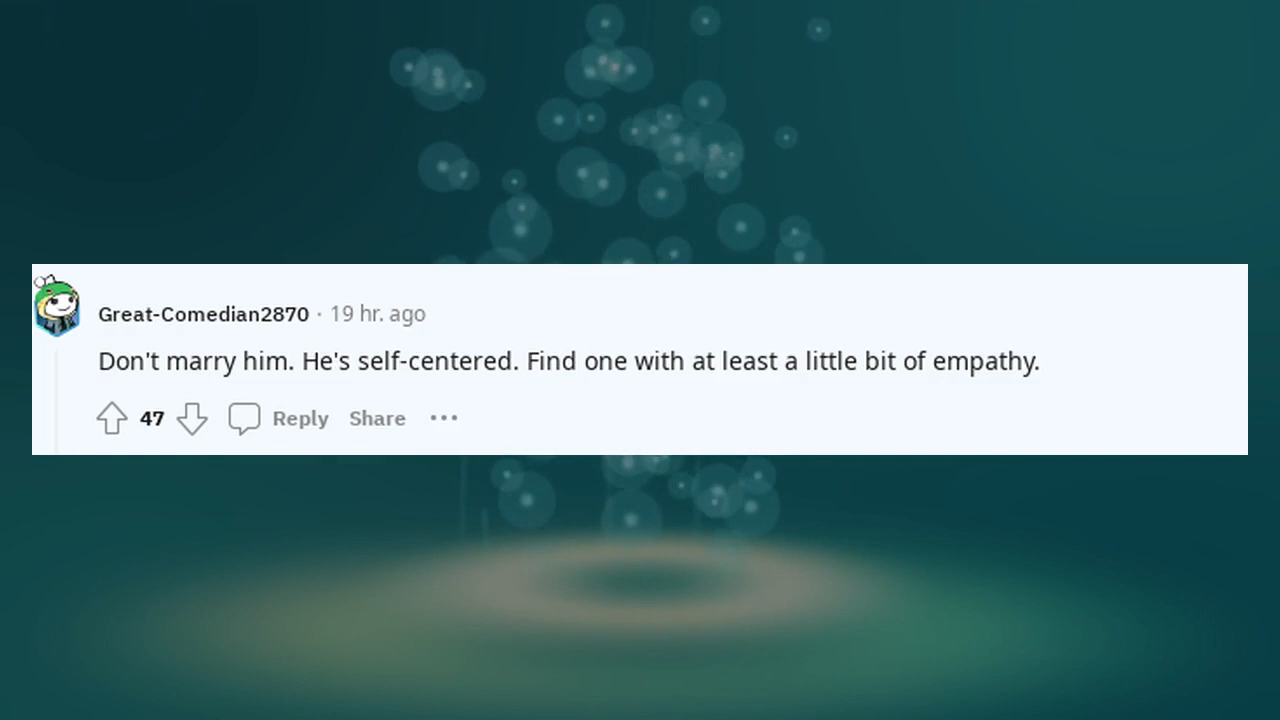 Great-Comedian2870 · 19 hr. ago
Don't marry him. He's self-centered. Find one with at least a little bit of empathy.
47 Reply Share ···